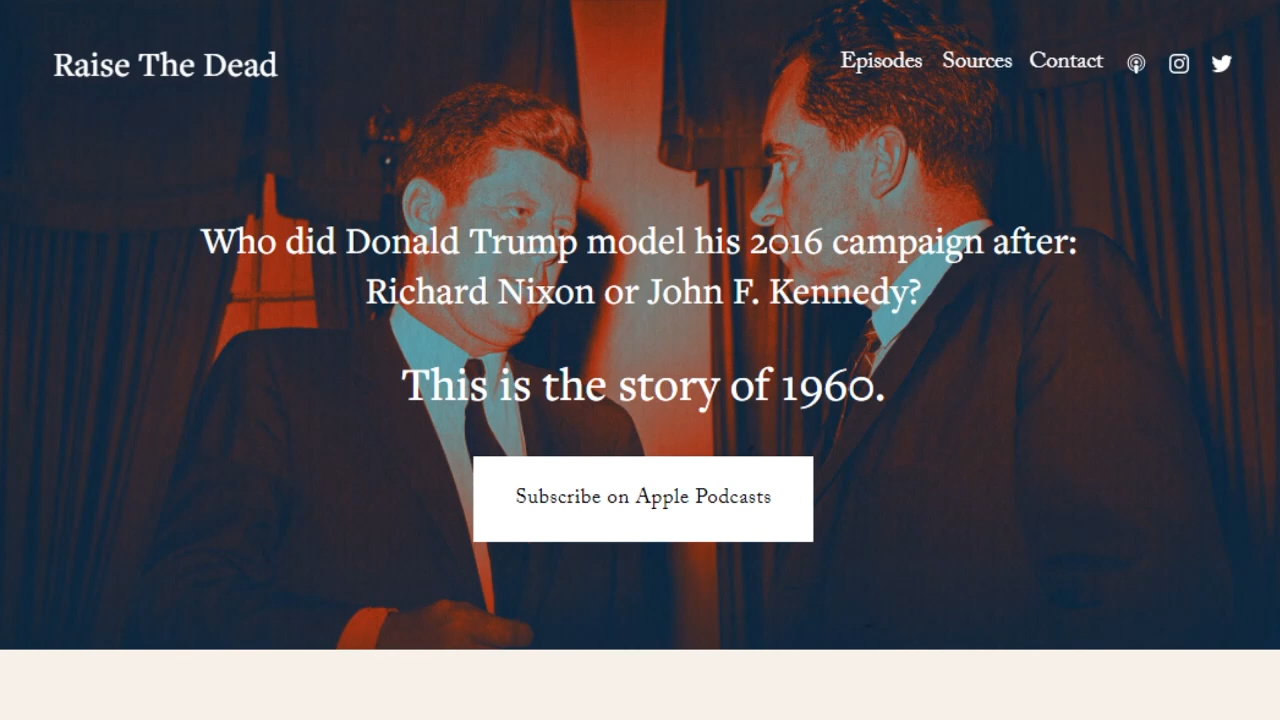 Raise The Dead
Episodes Sources Contact
Who did Donald Trump model his 2016 campaign after:
Richard Nixon or John F. Kennedy?
This is the story of 1960.
Subscribe on Apple Podcasts